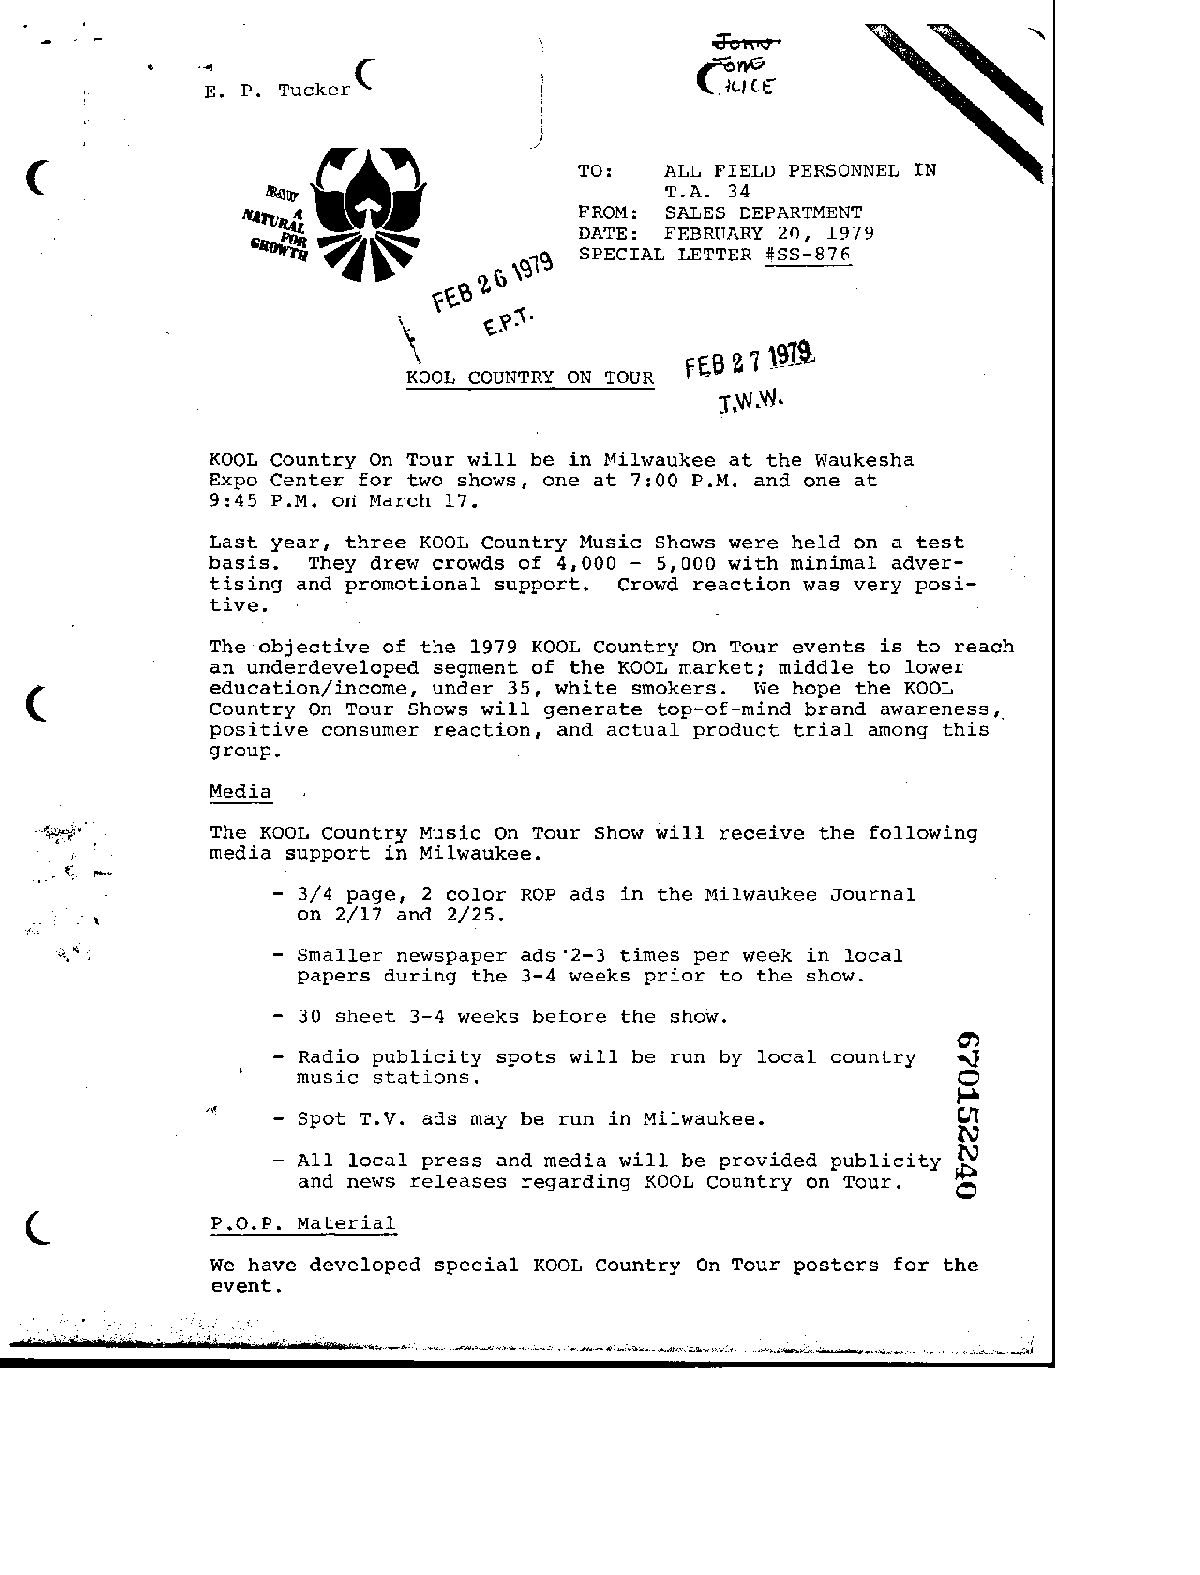 E. P. Tucker
B&W
A
NATURAL
FOR
GROWTH
TO: ALL FIELD PERSONNEL IN
T.A. 34
FROM: SALES DEPARTMENT
DATE: FEBRUARY 20, 1979
SPECIAL LETTER #SS-876
FEB 26 1979
E.P.T.
FEB 27 1979
T.W.W.
KOOL COUNTRY ON TOUR
KOOL Country On Tour will be in Milwaukee at the Waukesha
Expo Center for two shows, one at 7:00 P.M. and one at
9:45 P.M. on March 17.
Last year, three KOOL Country Music Shows were held on a test
basis. They drew crowds of 4,000 - 5,000 with minimal adver-
tising and promotional support. Crowd reaction was very posi-
tive.
The objective of the 1979 KOOL Country On Tour events is to reach
an underdeveloped segment of the KOOL market; middle to lower
education/income, under 35, white smokers. We hope the KOOL
Country On Tour Shows will generate top-of-mind brand awareness,
positive consumer reaction, and actual product trial among this
group.
Media
The KOOL Country Music On Tour Show will receive the following
media support in Milwaukee.
- 3/4 page, 2 color ROP ads in the Milwaukee Journal
on 2/17 and 2/25.
- Smaller newspaper ads 2-3 times per week in local
papers during the 3-4 weeks prior to the show.
- 30 sheet 3-4 weeks before the show.
- Radio publicity spots will be run by local country
music stations.
- Spot T.V. ads may be run in Milwaukee.
- All local press and media will be provided publicity
and news releases regarding KOOL Country on Tour.
670152240
P.O.P. Material
We have developed special KOOL Country On Tour posters for the
event.